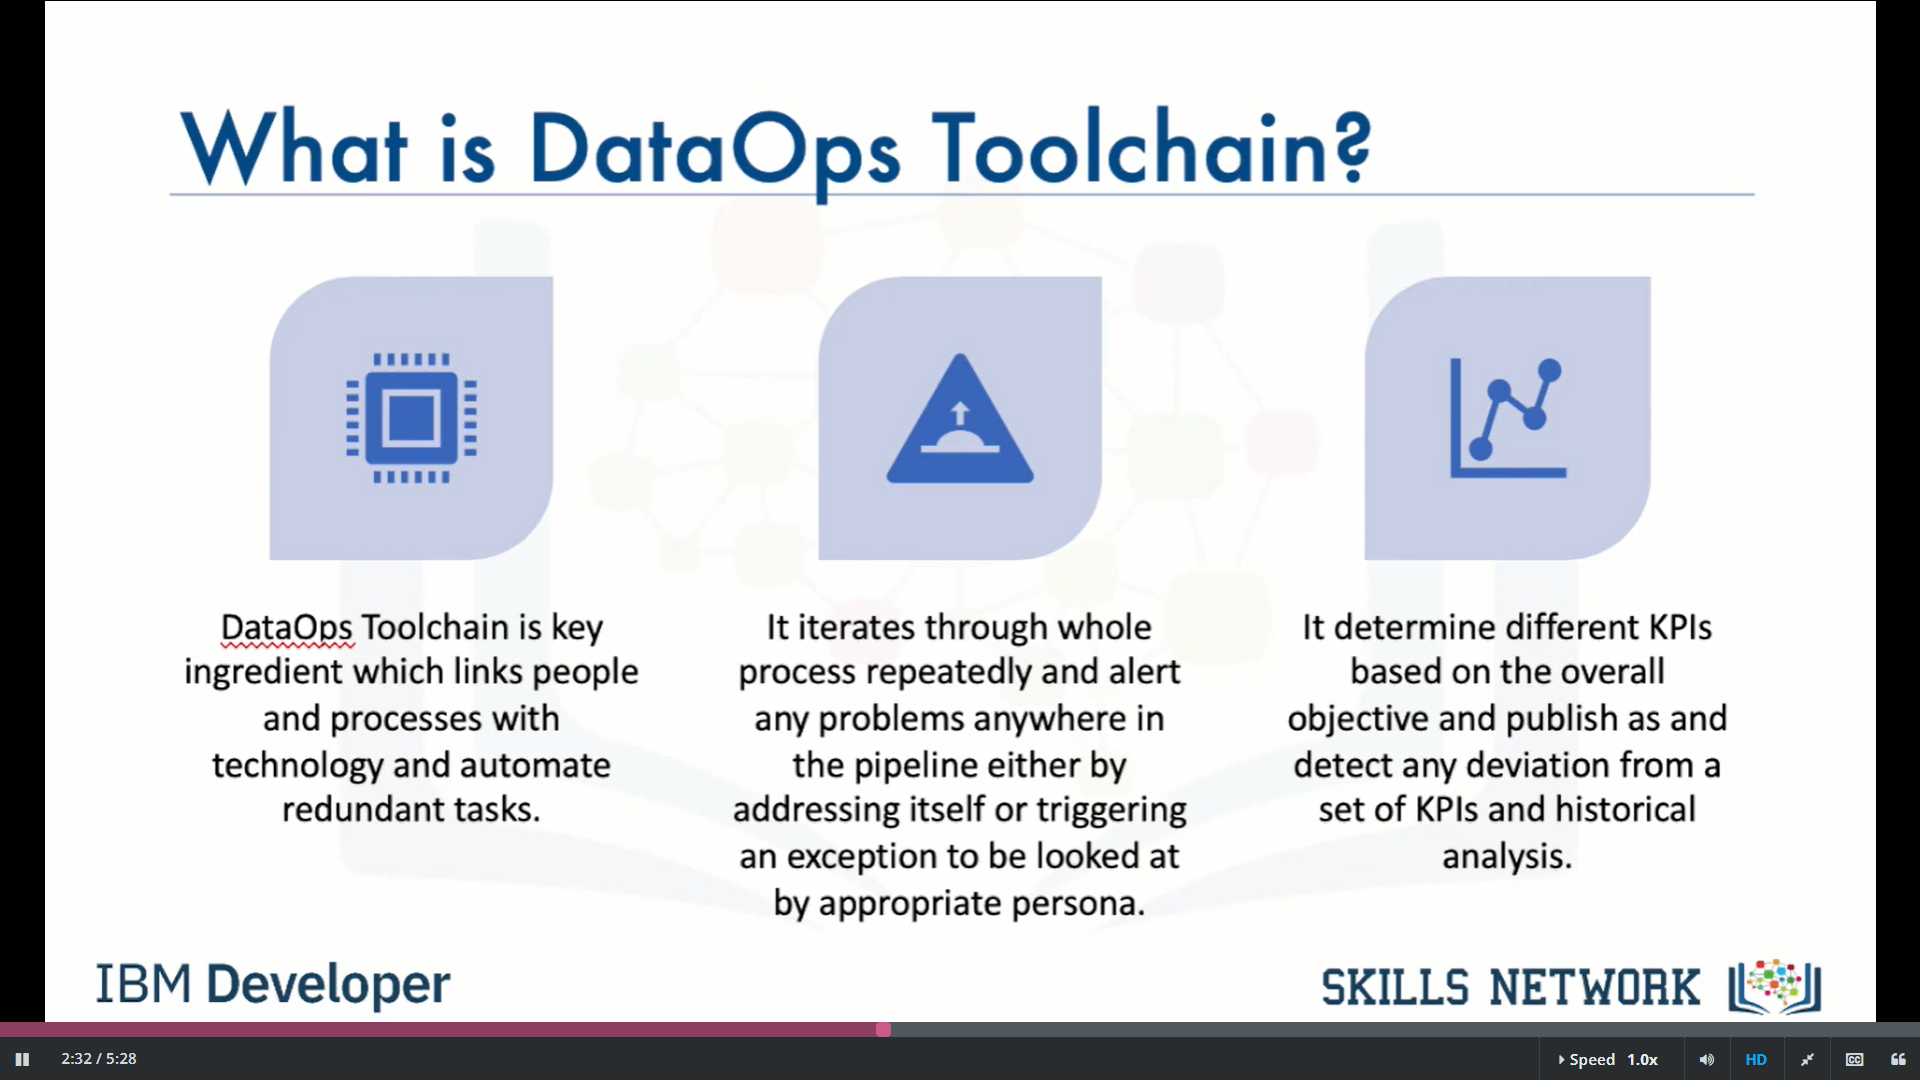 What is DataOps Toolchain?
DataOps Toolchain is key
ingredient which links people
and processes with
technology and automate
redundant tasks.
It iterates through whole
process repeatedly and alert
any problems anywhere in
the pipeline either by
addressing itself or triggering
an exception to be looked at
by appropriate persona.
It determine different KPIs
based on the overall
objective and publish as and
detect any deviation from a
set of KPIs and historical
analysis.
IBM Developer
SKILLS NETWORK
2:32 / 5:28
Speed 1.0x
HD
CC